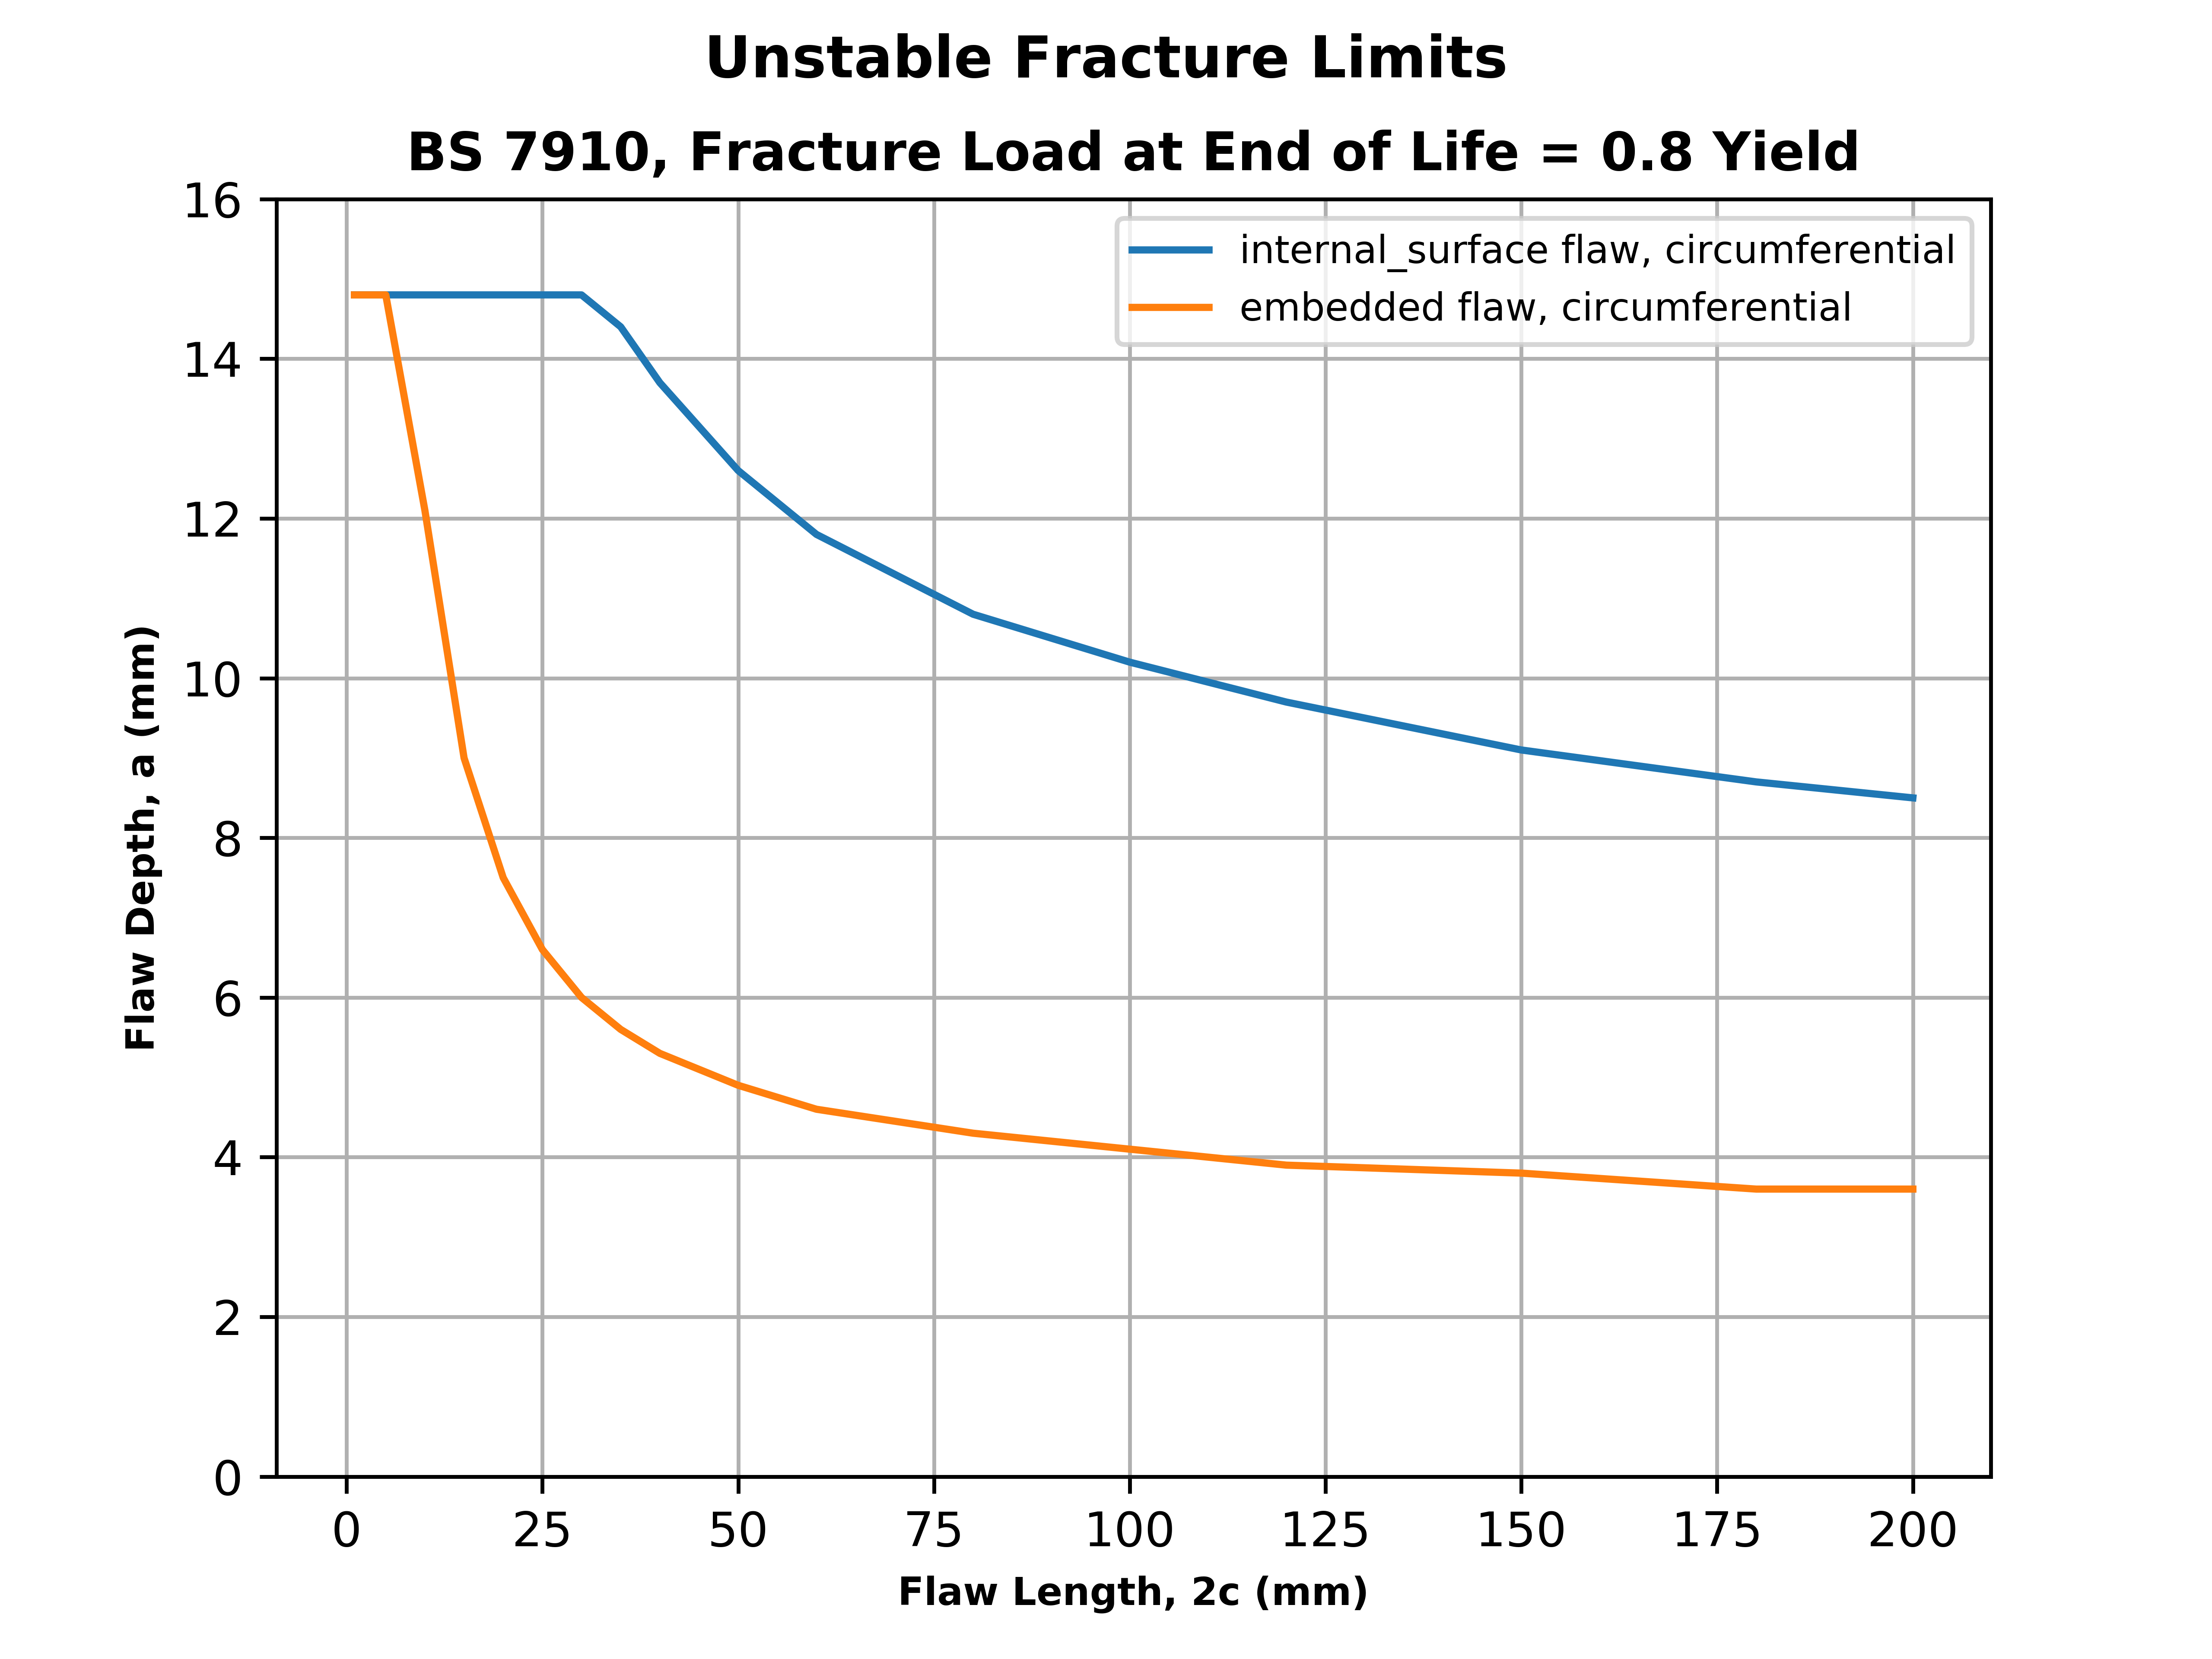 Unstable Fracture Limits
BS 7910, Fracture Load at End of Life = 0.8 Yield
internal_surface flaw, circumferential
embedded flaw, circumferential
16
14
12
10
8
6
4
2
0
Flaw Depth, a (mm)
0 25 50 75 100 125 150 175 200
Flaw Length, 2c (mm)